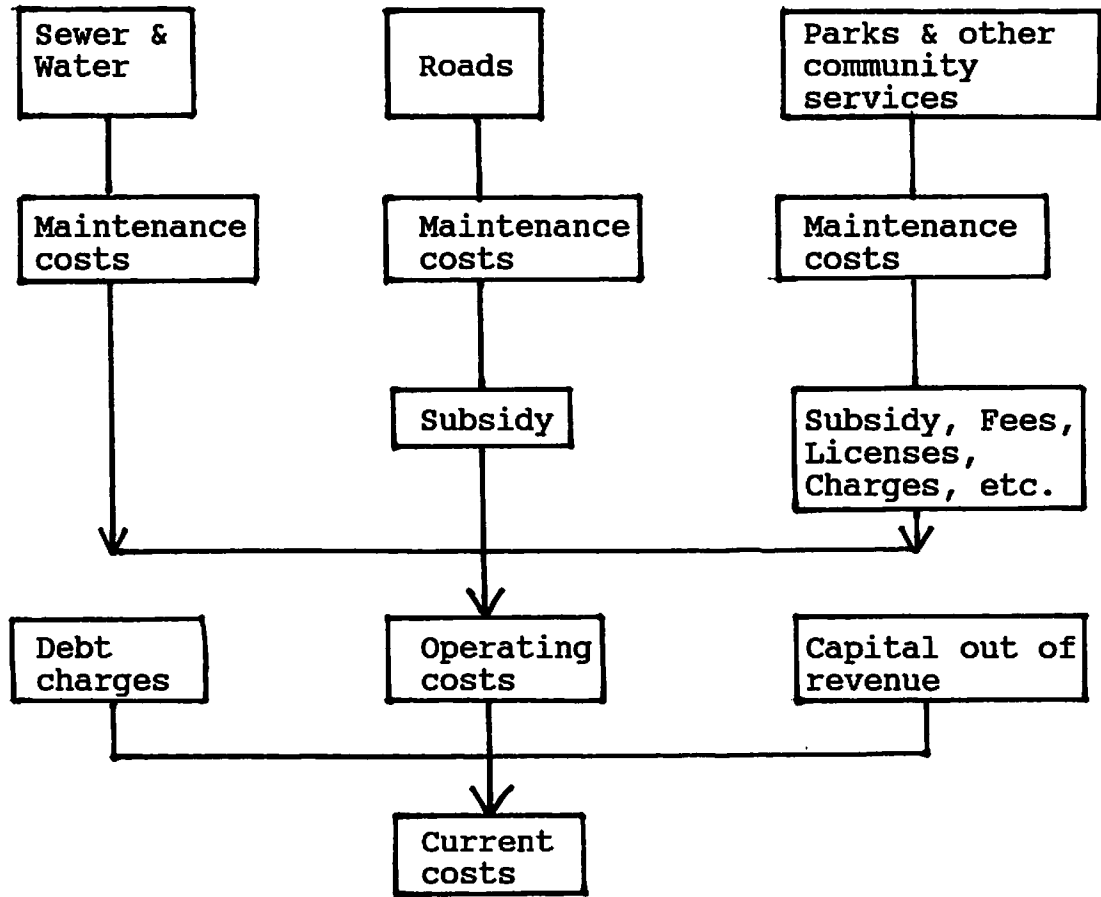 Sewer &
Water
Roads
Parks & other
community
services
Maintenance
costs
Maintenance
costs
Maintenance
costs
Subsidy
Subsidy, Fees,
Licenses,
Charges, etc.
Debt
charges
Operating
costs
Capital out of
revenue
Current
costs